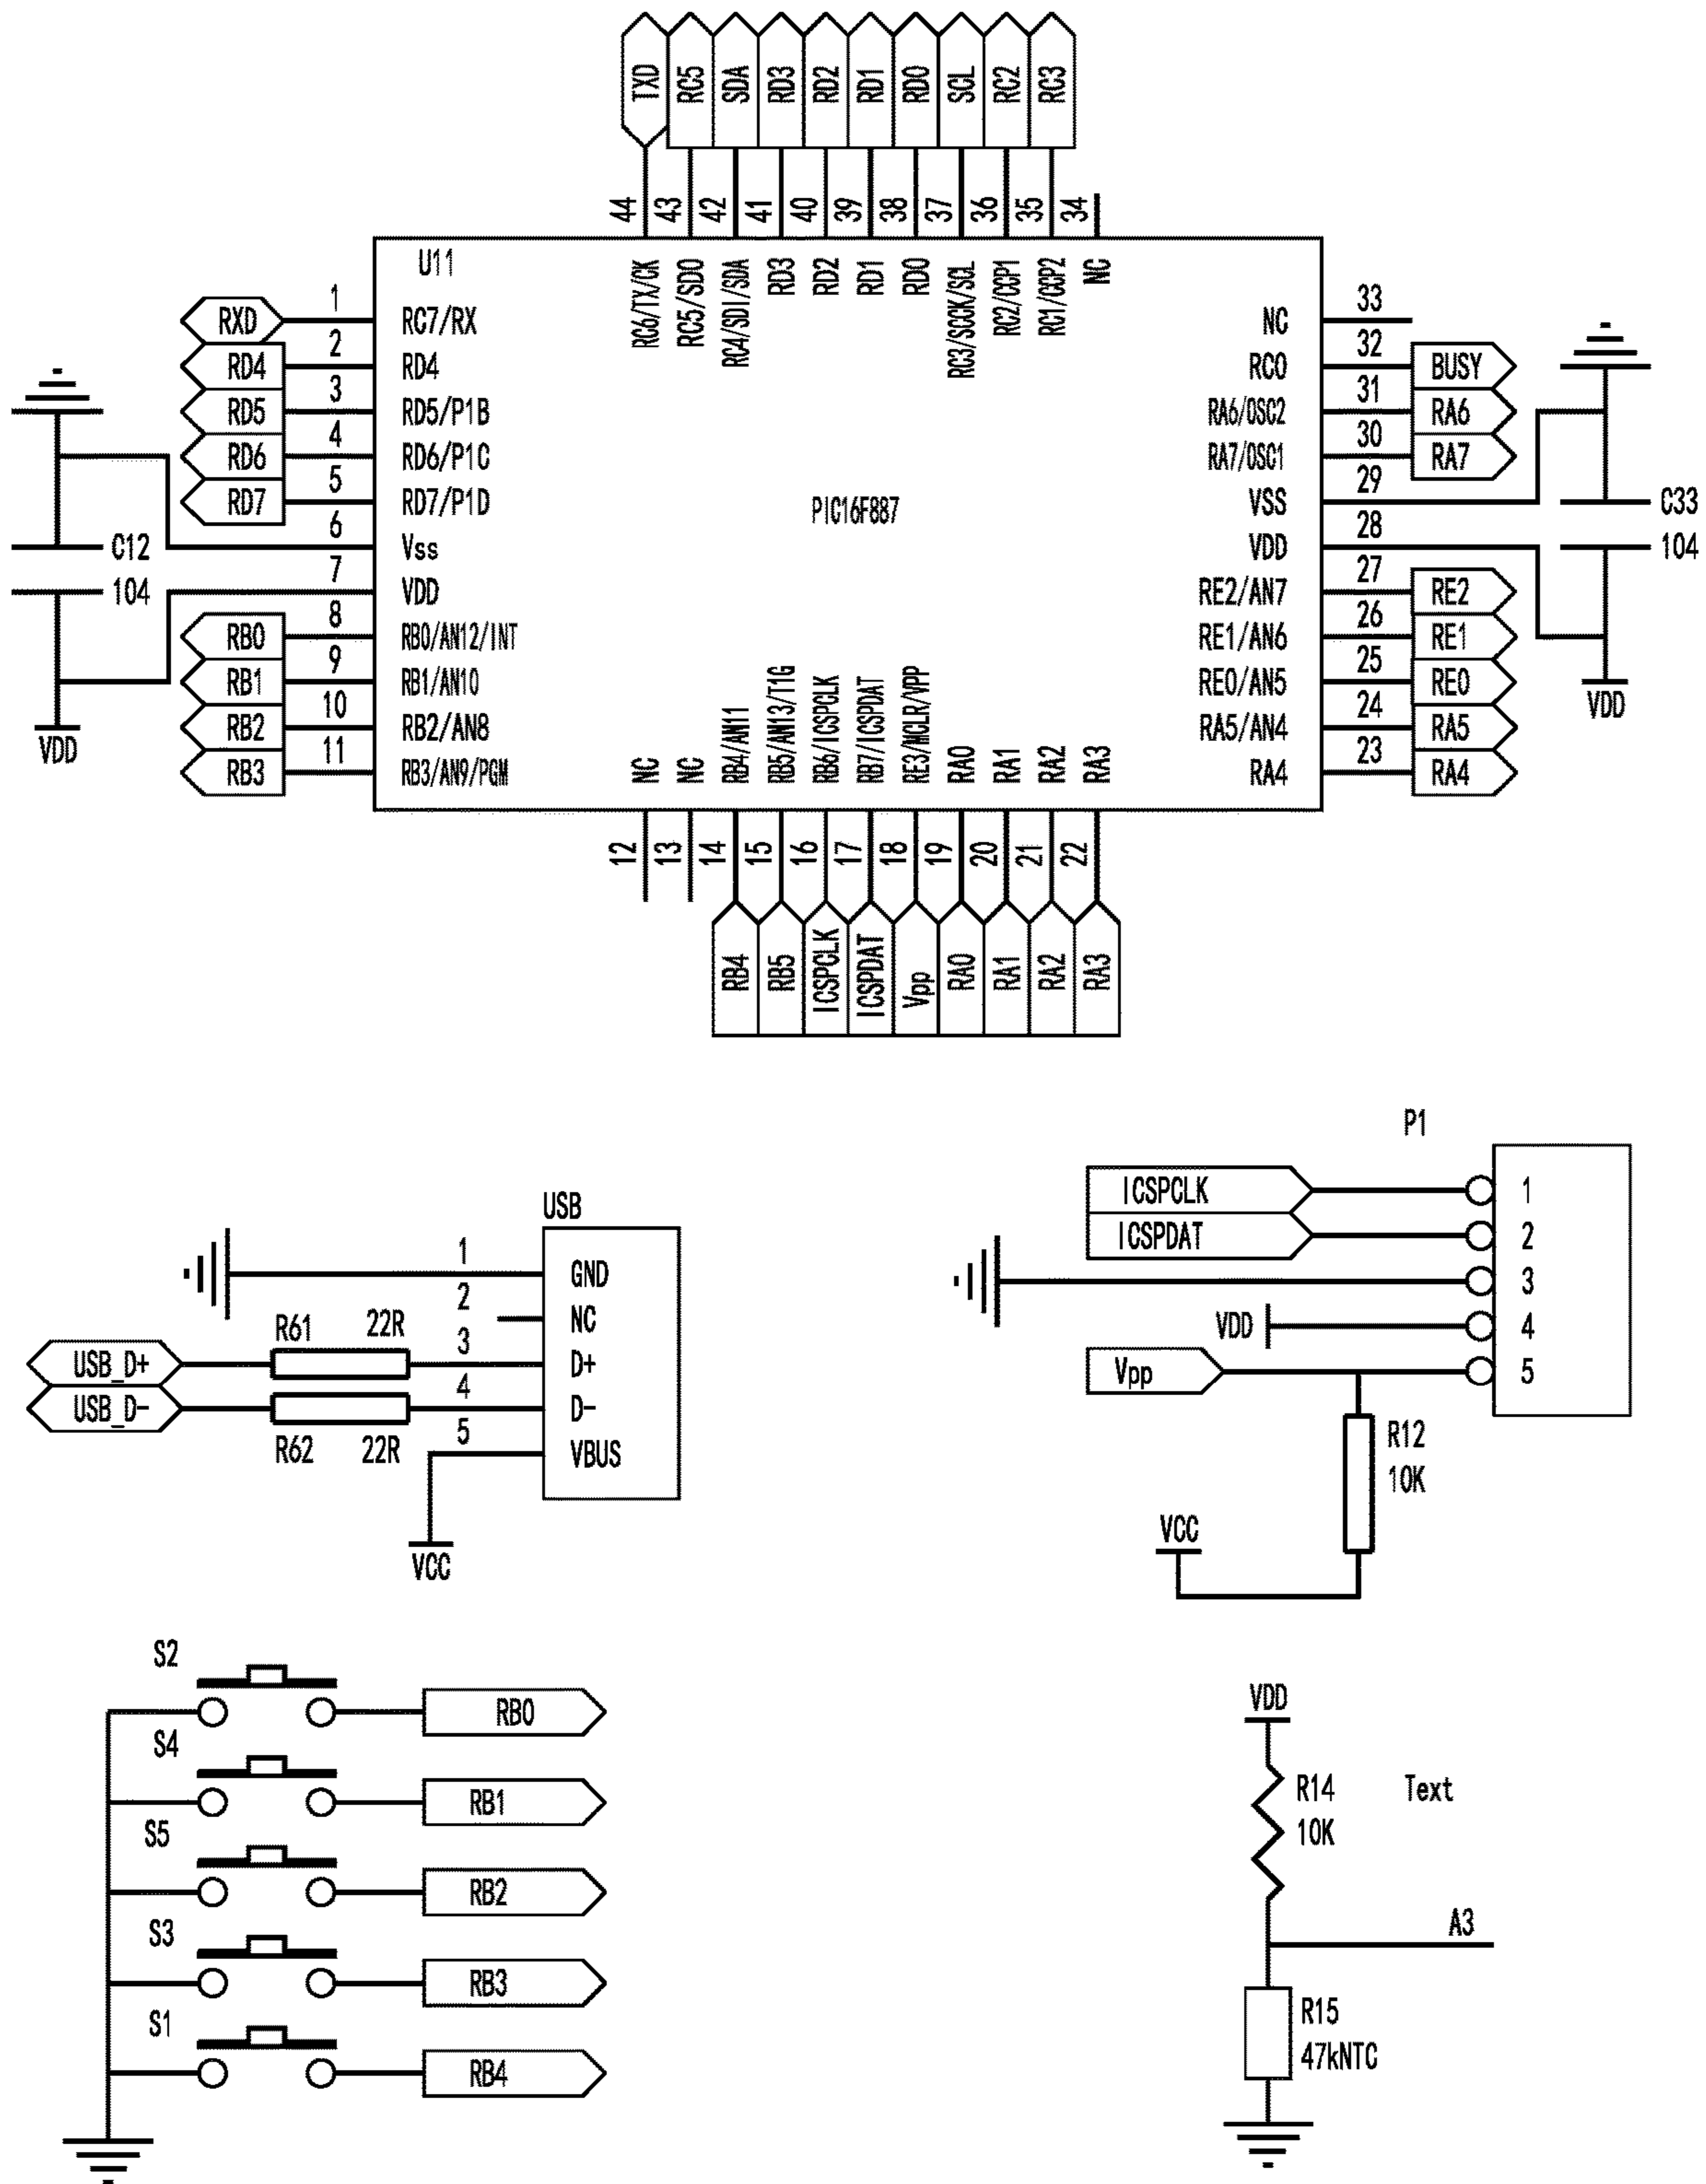 TXD RC5 SDA RD3 RD2 RD1 RD0 SCL RC2 RC3
44 43 42 41 40 39 38 37 36 35 34
U11
RC6/TX/CK RC5/SDO RC4/SDI/SDA RD3 RD2 RD1 RD0 RC3/SCCK/SCL RC2/CCP1 RC1/CCP2 NC
RXD 1 RC7/RX
RD4 2 RD4
RD5 3 RD5/P1B
RD6 4 RD6/P1C
RD7 5 RD7/P1D
6 Vss
7 VDD
RB0 8 RB0/AN12/INT
RB1 9 RB1/AN10
RB2 10 RB2/AN8
RB3 11 RB3/AN9/PGM
C12
104
VDD
PIC16F887
NC 33
RC0 32 BUSY
RA6/OSC2 31 RA6
RA7/OSC1 30 RA7
VSS 29
VDD 28
RE2/AN7 27 RE2
RE1/AN6 26 RE1
RE0/AN5 25 RE0
RA5/AN4 24 RA5
RA4 23 RA4
C33
104
VDD
NC NC RB4/AN11 RB5/AN13/T1G RB6/ICSPCLK RB7/ICSPDAT RE3/MCLR/VPP RA0 RA1 RA2 RA3
12 13 14 15 16 17 18 19 20 21 22
RB4 RB5 ICSPCLK ICSPDAT Vpp RA0 RA1 RA2 RA3
USB
1 GND
2 NC
USB_D+ R61 22R 3 D+
USB_D- R62 22R 4 D-
5 VBUS
VCC
P1
ICSPCLK 1
ICSPDAT 2
3
VDD 4
Vpp 5
R12
10K
VCC
S2 RB0
S4 RB1
S5 RB2
S3 RB3
S1 RB4
VDD
R14 Text
10K
A3
R15
47kNTC